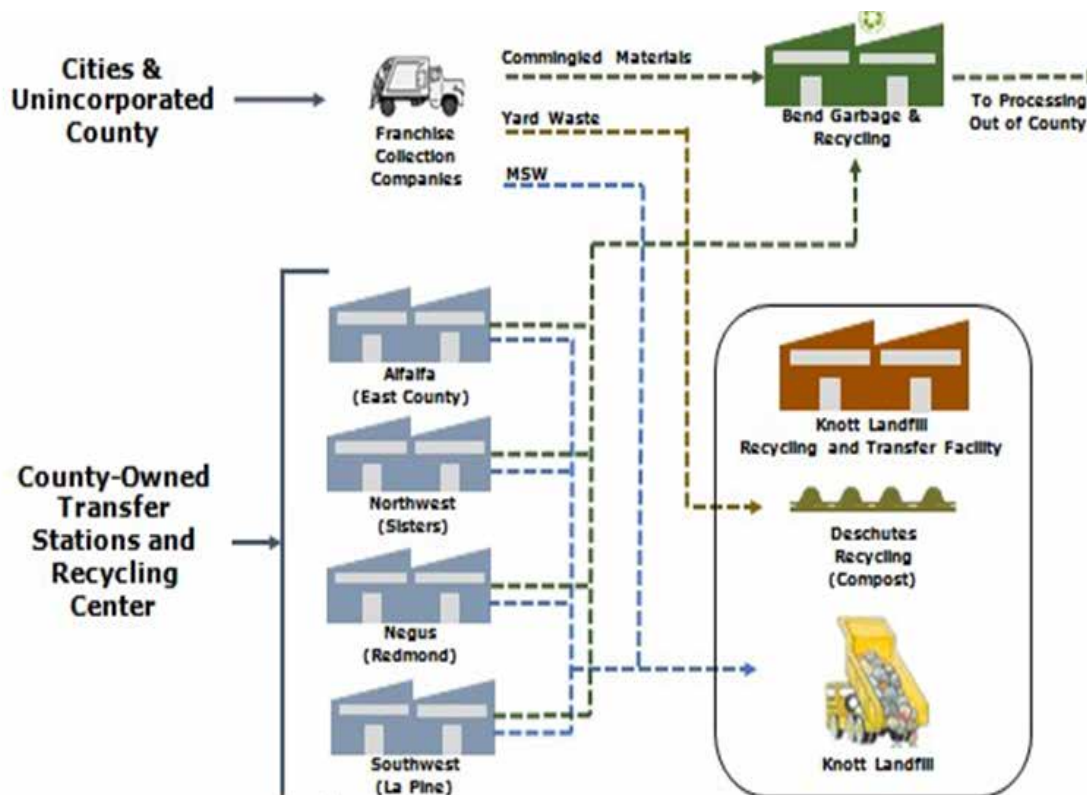 Cities &
Unincorporated
County
Franchise
Collection
Companies
Commingled Materials
Yard Waste
MSW
Bend Garbage &
Recycling
To Processing
Out of County
County-Owned
Transfer
Stations and
Recycling
Center
Alfalfa
(East County)
Northwest
(Sisters)
Negus
(Redmond)
Southwest
(La Pine)
Knott Landfill
Recycling and Transfer Facility
Deschutes
Recycling
(Compost)
Knott Landfill